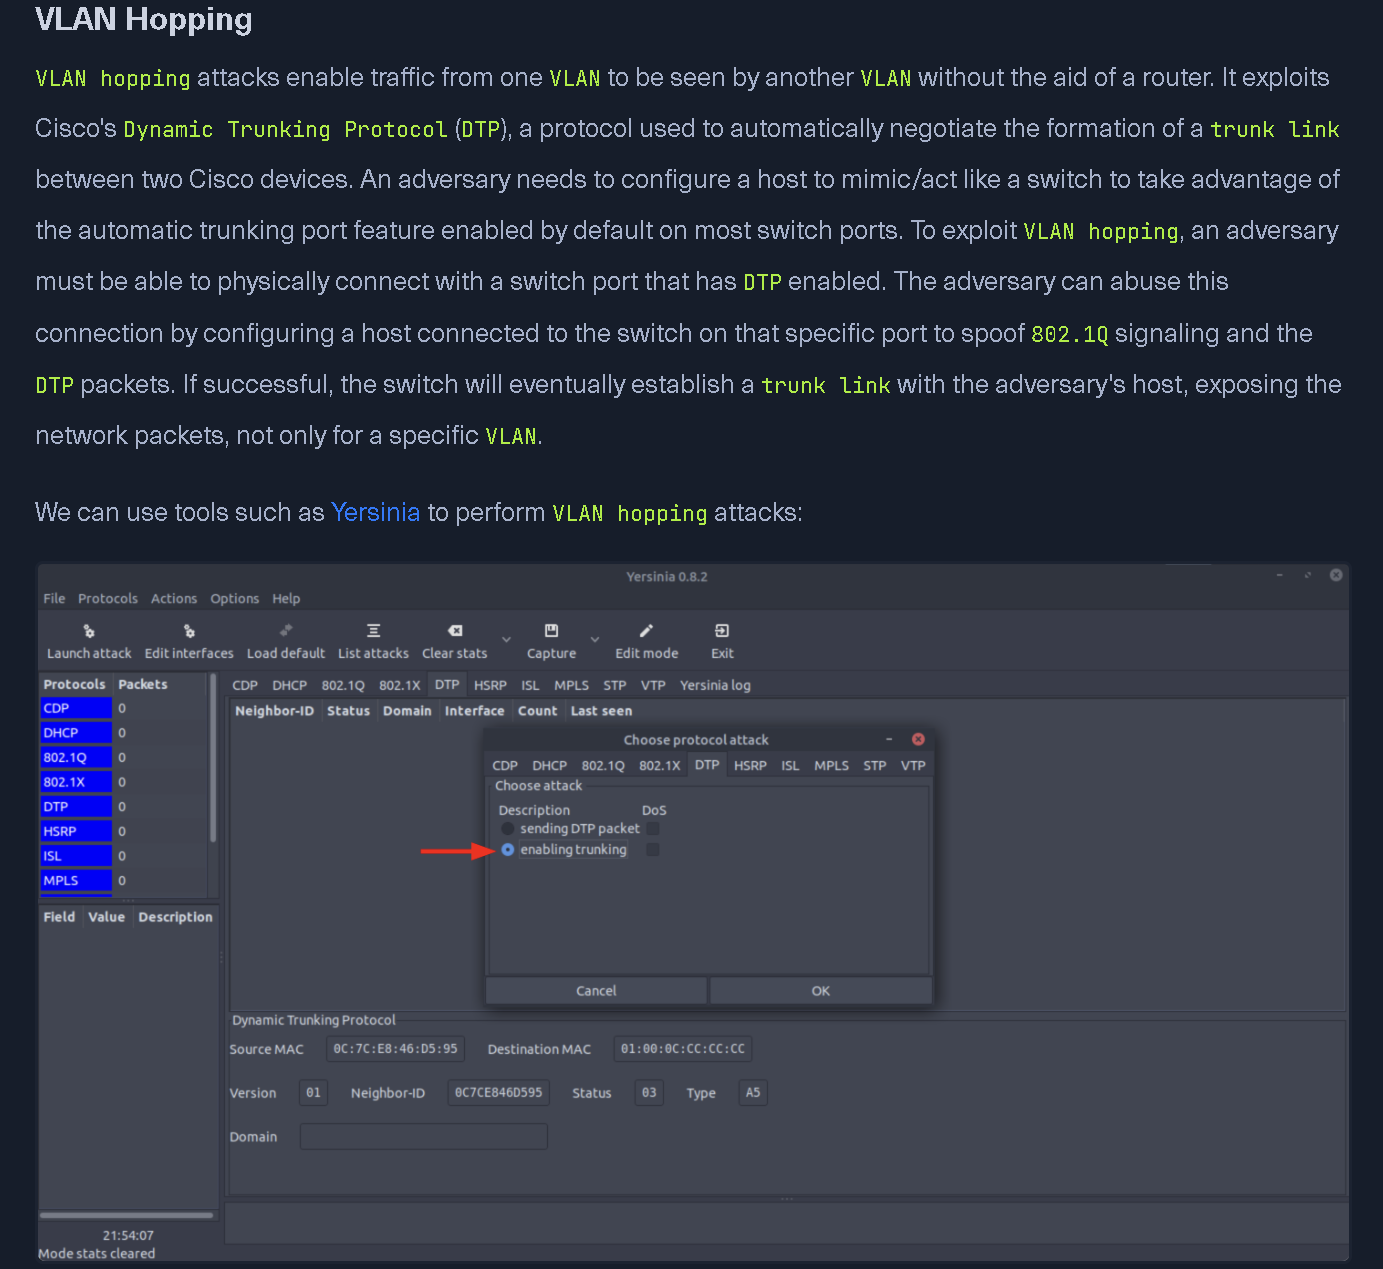 VLAN Hopping
VLAN hopping attacks enable traffic from one VLAN to be seen by another VLAN without the aid of a router. It exploits
Cisco's Dynamic Trunking Protocol (DTP), a protocol used to automatically negotiate the formation of a trunk link
between two Cisco devices. An adversary needs to configure a host to mimic/act like a switch to take advantage of
the automatic trunking port feature enabled by default on most switch ports. To exploit VLAN hopping, an adversary
must be able to physically connect with a switch port that has DTP enabled. The adversary can abuse this
connection by configuring a host connected to the switch on that specific port to spoof 802.1Q signaling and the
DTP packets. If successful, the switch will eventually establish a trunk link with the adversary's host, exposing the
network packets, not only for a specific VLAN.
We can use tools such as Yersinia to perform VLAN hopping attacks:
Yersinia 0.8.2
File Protocols Actions Options Help
Launch attack Edit interfaces Load default List attacks Clear stats Capture Edit mode Exit
Protocols Packets
CDP 0
DHCP 0
802.1Q 0
802.1X 0
DTP 0
HSRP 0
ISL 0
MPLS 0
Field Value Description
CDP DHCP 802.1Q 802.1X DTP HSRP ISL MPLS STP VTP Yersinia log
Neighbor-ID Status Domain Interface Count Last seen
Choose protocol attack
CDP DHCP 802.1Q 802.1X DTP HSRP ISL MPLS STP VTP
Choose attack
Description DoS
sending DTP packet
enabling trunking
Cancel OK
Dynamic Trunking Protocol
Source MAC 0C:7C:E8:46:D5:95 Destination MAC 01:00:0C:CC:CC:CC
Version 01 Neighbor-ID 0C7CE846D595 Status 03 Type A5
Domain
21:54:07
Mode stats cleared